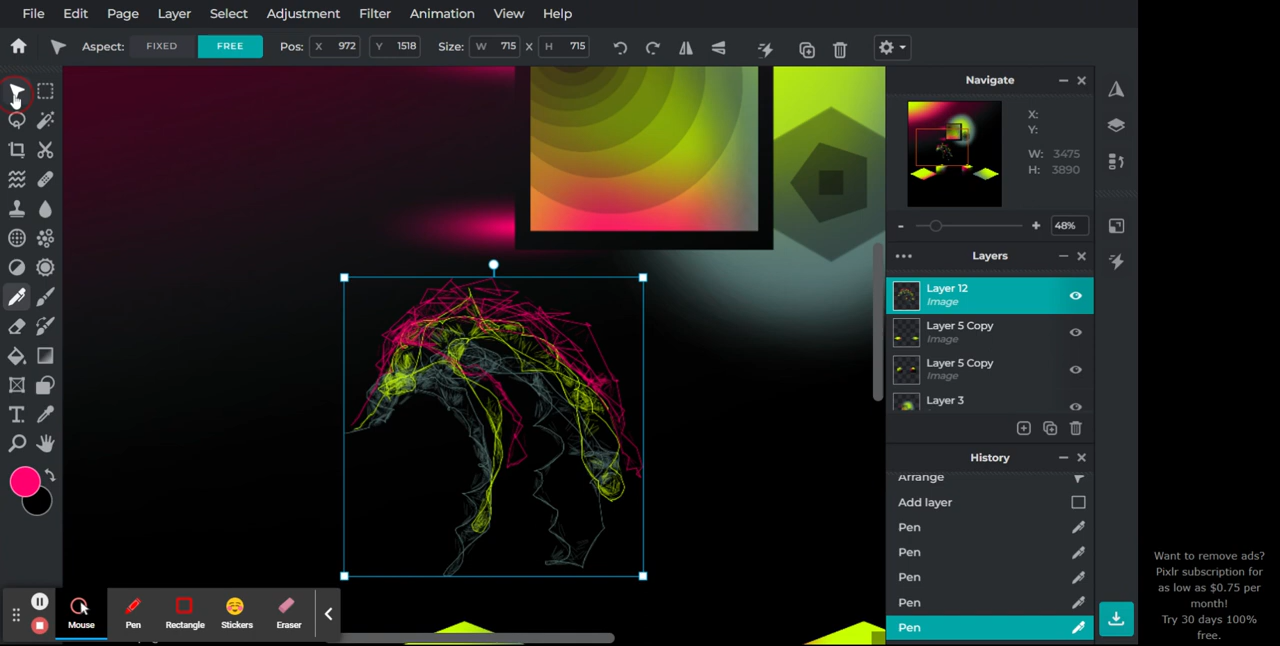 File Edit Page Layer Select Adjustment Filter Animation View Help
Aspect: FIXED FREE Pos: X 972 Y 1518 Size: W 715 X H 715
Navigate
X:
Y:
W: 3475
H: 3890
- + 48%
Layers
Layer 12
Image
Layer 5 Copy
Image
Layer 5 Copy
Image
Layer 3
History
Arrange
Add layer
Pen
Pen
Pen
Pen
Pen
T
Mouse Pen Rectangle Stickers Eraser
Want to remove ads?
Pixlr subscription for
as low as $0.75 per
month!
Try 30 days 100%
free.